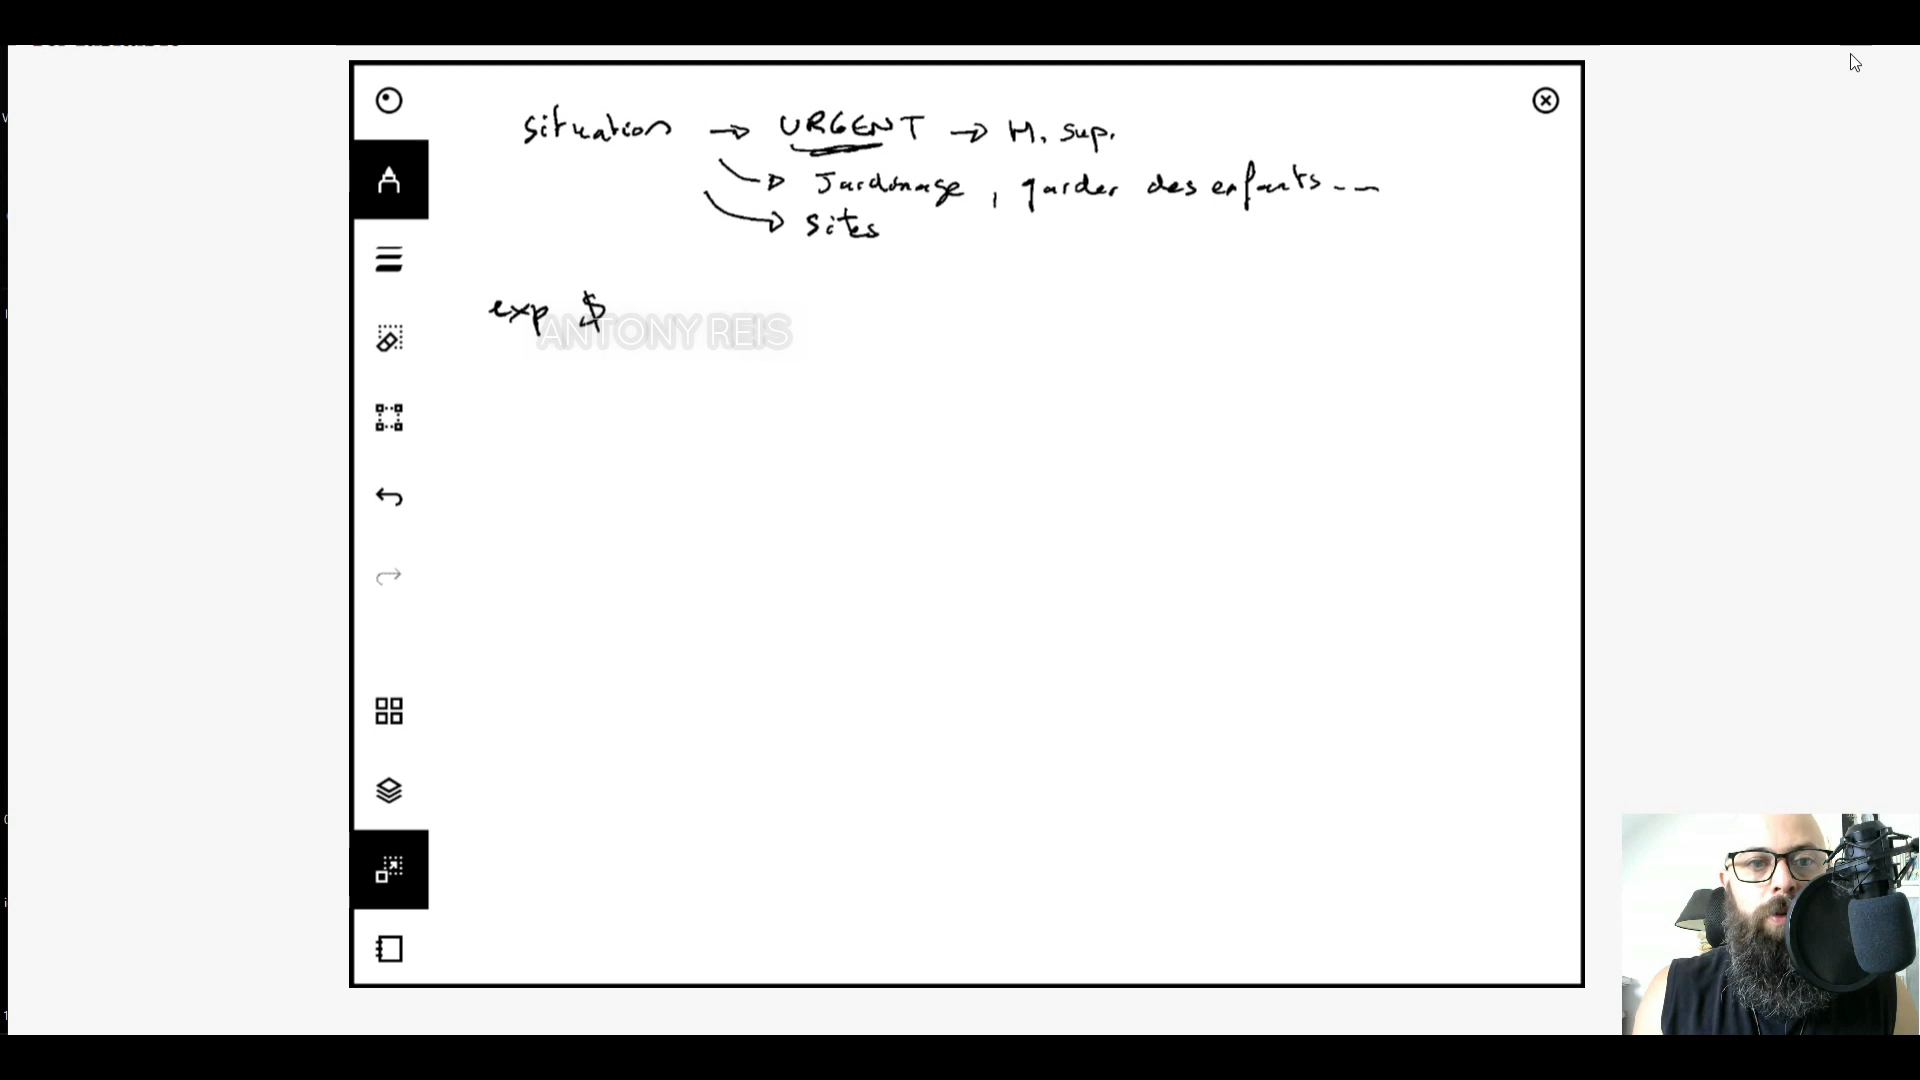 situation → URGENT → H. sup.
→ Jardinage, garder des enfants---
→ Sites
exp $
ANTONY REIS